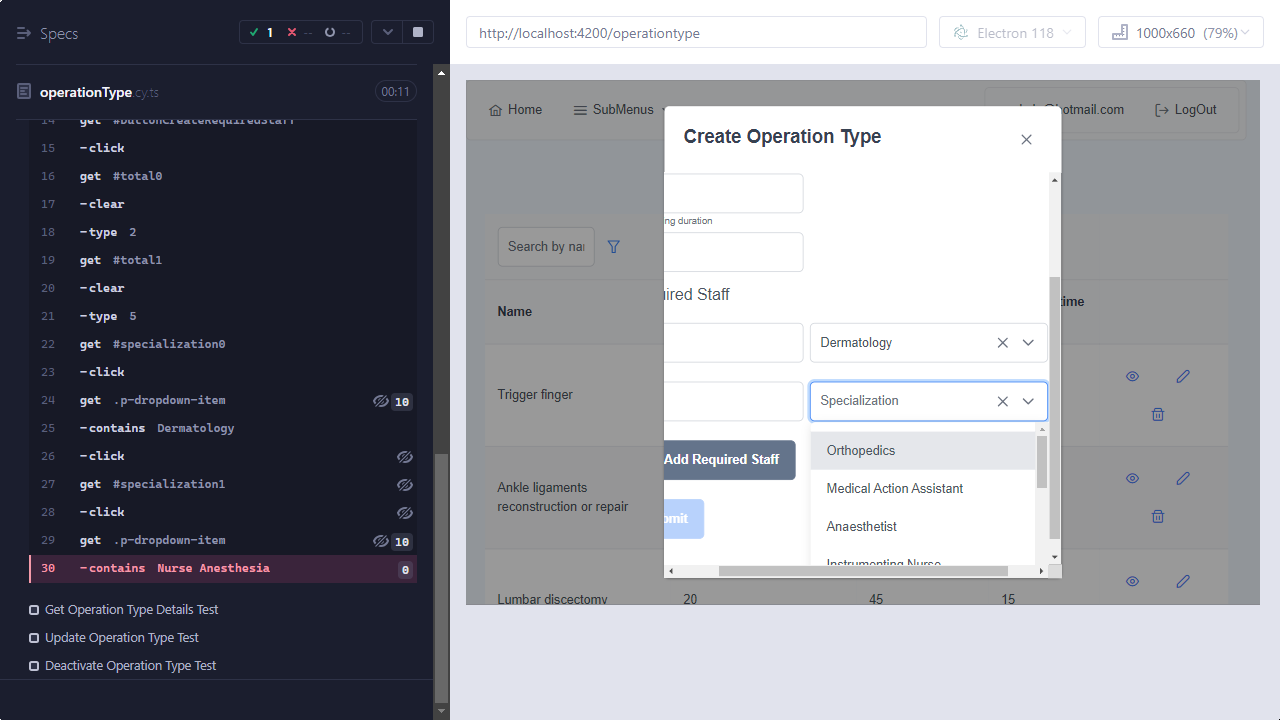 Specs
1
--
--
http://localhost:4200/operationtype
Electron 118
1000x660 (79%)
operationType.cy.ts
00:11
14 get #buttonCreateRequiredStaff
15 -click
16 get #total0
17 -clear
18 -type 2
19 get #total1
20 -clear
21 -type 5
22 get #specialization0
23 -click
24 get .p-dropdown-item 10
25 -contains Dermatology
26 -click
27 get #specialization1
28 -click
29 get .p-dropdown-item 10
30 -contains Nurse Anesthesia 0
Get Operation Type Details Test
Update Operation Type Test
Deactivate Operation Type Test
Home
SubMenus
LogOut
Create Operation Type
Search by nar
ng duration
Name
time
ired Staff
Dermatology
Trigger finger
Specialization
Orthopedics
Add Required Staff
Medical Action Assistant
Ankle ligaments
reconstruction or repair
omit
Anaesthetist
Instrumenting Nurse
Lumbar discectomy
20
45
15